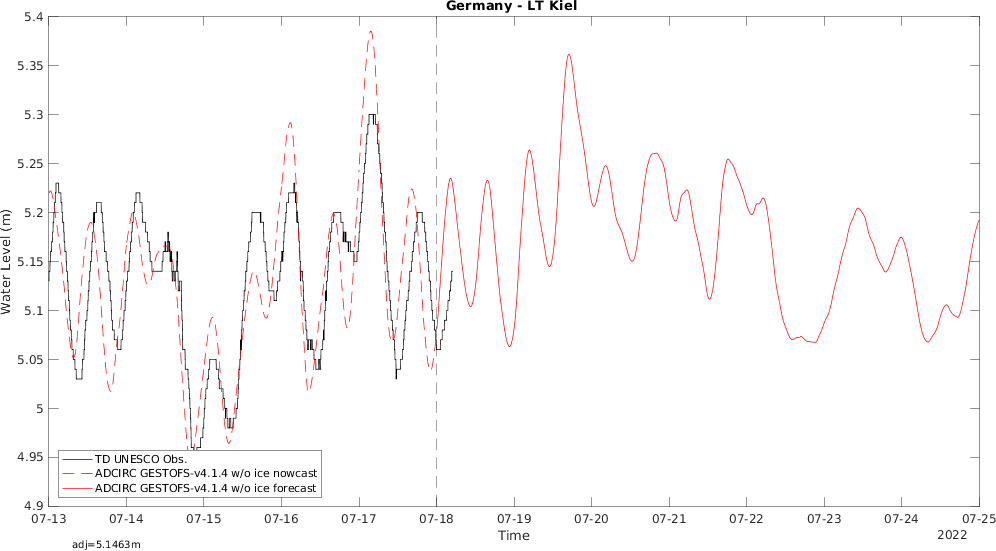 Germany - LT Kiel
5.4
5.35
5.3
5.25
5.2
5.15
5.1
5.05
5
4.95
4.9
Water Level (m)
TD UNESCO Obs.
ADCIRC GESTOFS-v4.1.4 w/o ice nowcast
ADCIRC GESTOFS-v4.1.4 w/o ice forecast
07-13 07-14 07-15 07-16 07-17 07-18 07-19 07-20 07-21 07-22 07-23 07-24 07-25
Time
2022
adj=5.1463m